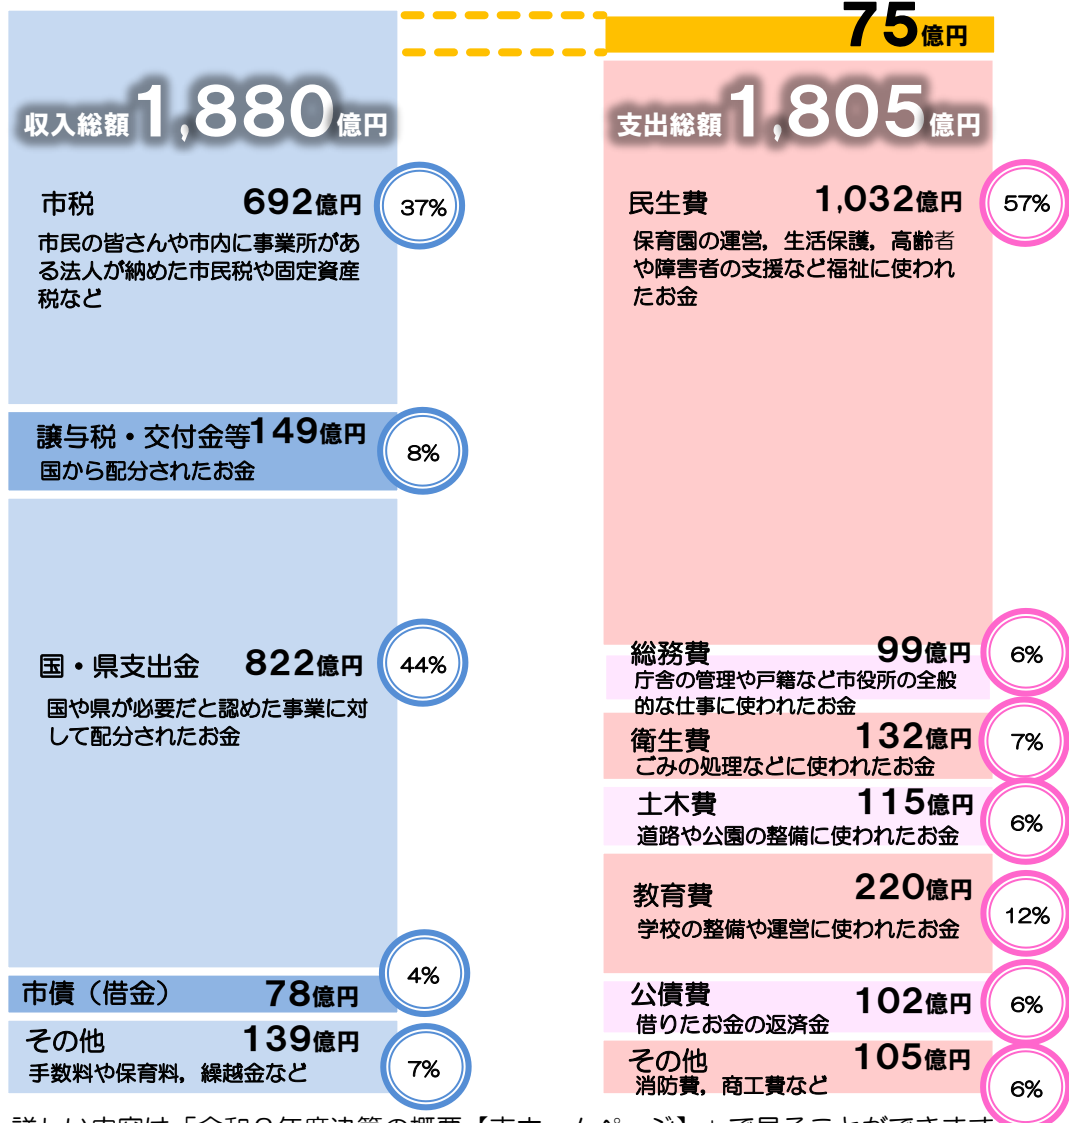 75億円
収入総額1,880億円
市税 692億円 37%
市民の皆さんや市内に事業所があ
る法人が納めた市民税や固定資産
税など
譲与税・交付金等149億円 8%
国から配分されたお金
国・県支出金 822億円 44%
国や県が必要だと認めた事業に対
して配分されたお金
市債（借金） 78億円 4%
その他 139億円 7%
手数料や保育料，繰越金など
支出総額1,805億円
民生費 1,032億円 57%
保育園の運営，生活保護，高齢者
や障害者の支援など福祉に使われ
たお金
総務費 99億円 6%
庁舎の管理や戸籍など市役所の全般
的な仕事に使われたお金
衛生費 132億円 7%
ごみの処理などに使われたお金
土木費 115億円 6%
道路や公園の整備に使われたお金
教育費 220億円 12%
学校の整備や運営に使われたお金
公債費 102億円 6%
借りたお金の返済金
その他 105億円 6%
消防費，商工費など